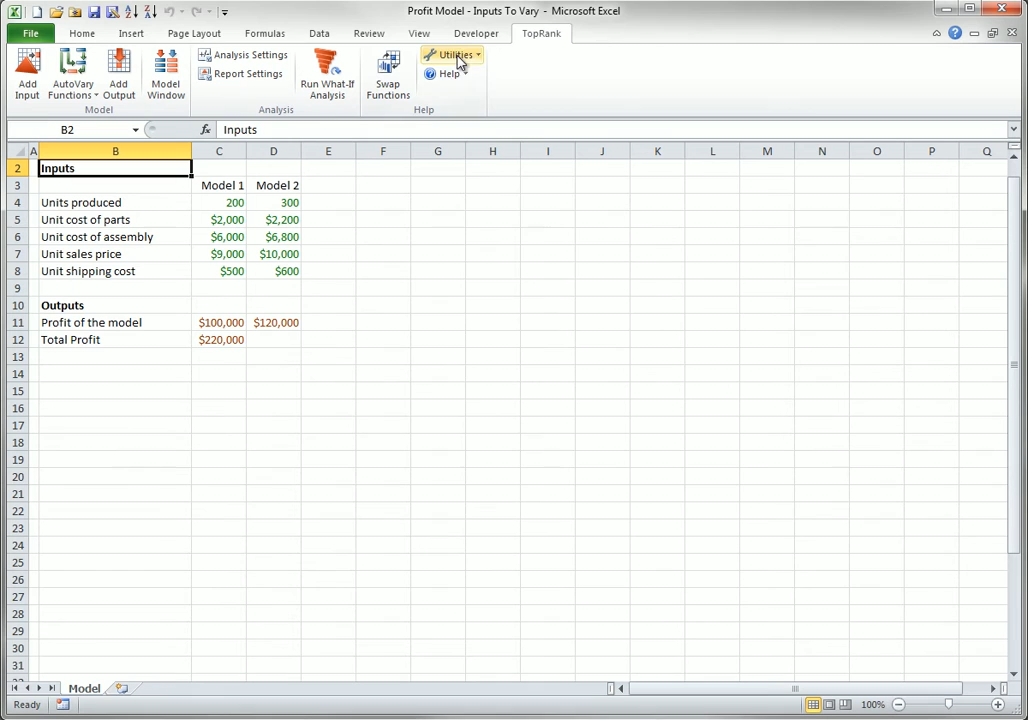 Profit Model - Inputs To Vary - Microsoft Excel
File Home Insert Page Layout Formulas Data Review View Developer TopRank
Add Input
AutoVary Functions
Add Output
Model Window
Model
Analysis Settings
Report Settings
Run What-If Analysis
Analysis
Swap Functions
Utilities
Help
Help
B2 fx Inputs
A B C D E F G H I J K L M N O P Q
2 Inputs
3 Model 1 Model 2
4 Units produced 200 300
5 Unit cost of parts $2,000 $2,200
6 Unit cost of assembly $6,000 $6,800
7 Unit sales price $9,000 $10,000
8 Unit shipping cost $500 $600
9
10 Outputs
11 Profit of the model $100,000 $120,000
12 Total Profit $220,000
13
14
15
16
17
18
19
20
21
22
23
24
25
26
27
28
29
30
31
Model
Ready 100%